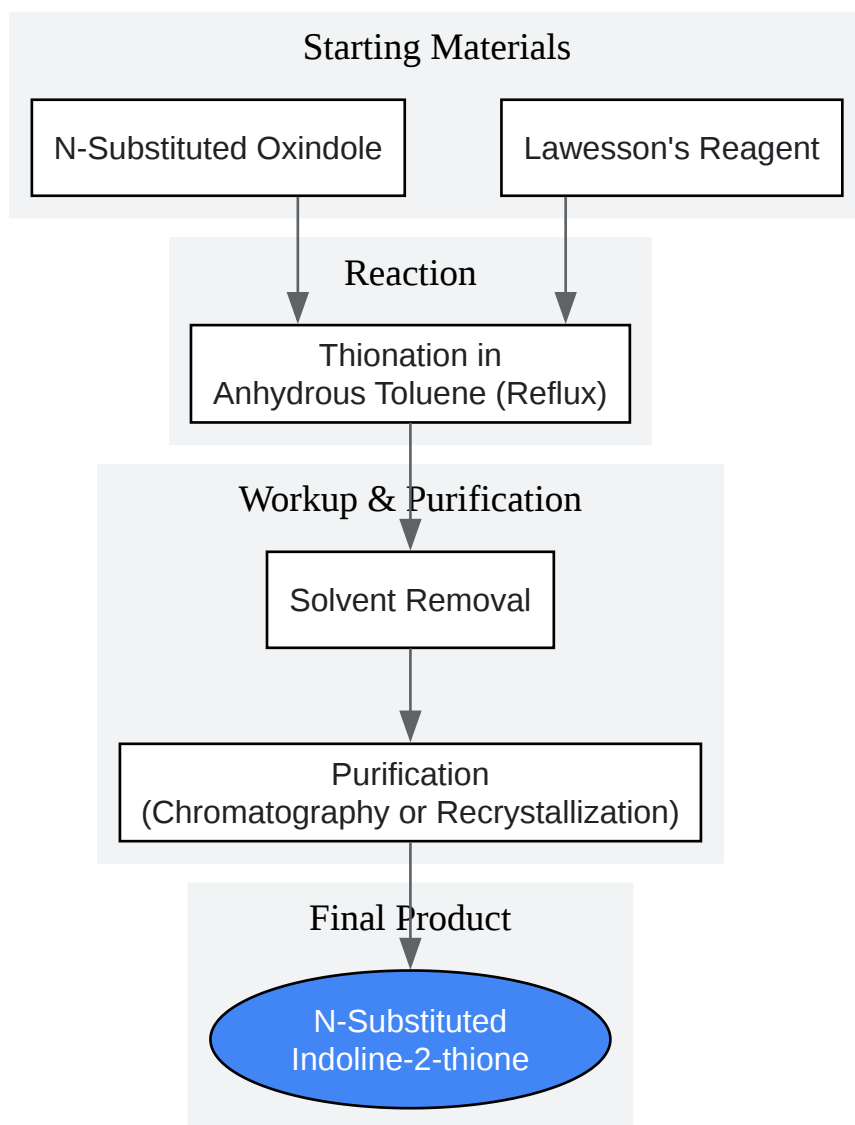 Starting Materials
N-Substituted Oxindole
Lawesson's Reagent
Reaction
Thionation in
Anhydrous Toluene (Reflux)
Workup & Purification
Solvent Removal
Purification
(Chromatography or Recrystallization)
Final Product
N-Substituted
Indoline-2-thione